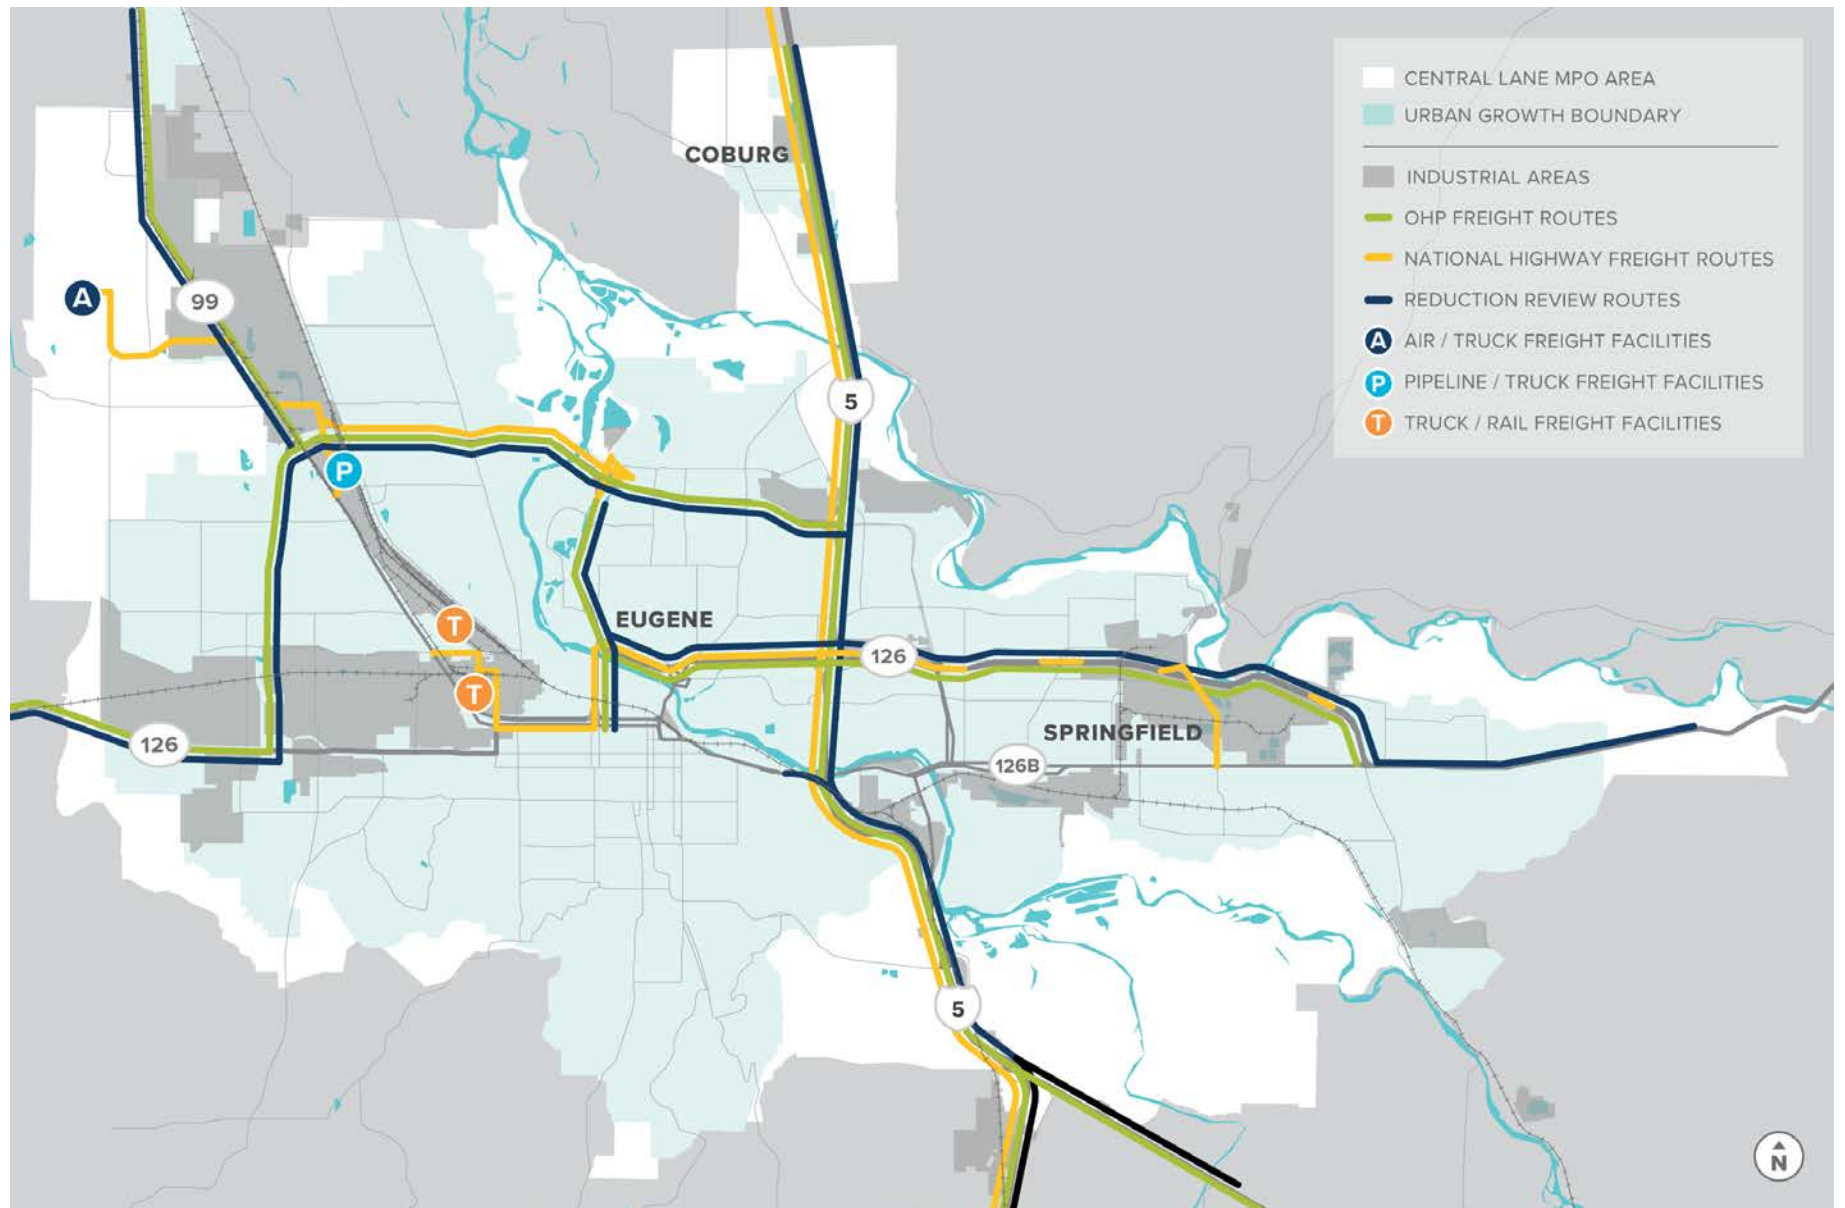 CENTRAL LANE MPO AREA
URBAN GROWTH BOUNDARY
INDUSTRIAL AREAS
OHP FREIGHT ROUTES
NATIONAL HIGHWAY FREIGHT ROUTES
REDUCTION REVIEW ROUTES
A AIR / TRUCK FREIGHT FACILITIES
P PIPELINE / TRUCK FREIGHT FACILITIES
T TRUCK / RAIL FREIGHT FACILITIES
COBURG
A
99
5
P
T
EUGENE
126
T
126
SPRINGFIELD
126B
5
N